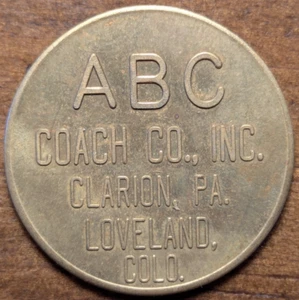 ABC
COACH CO., INC.
CLARION, PA.
LOVELAND,
COLO.